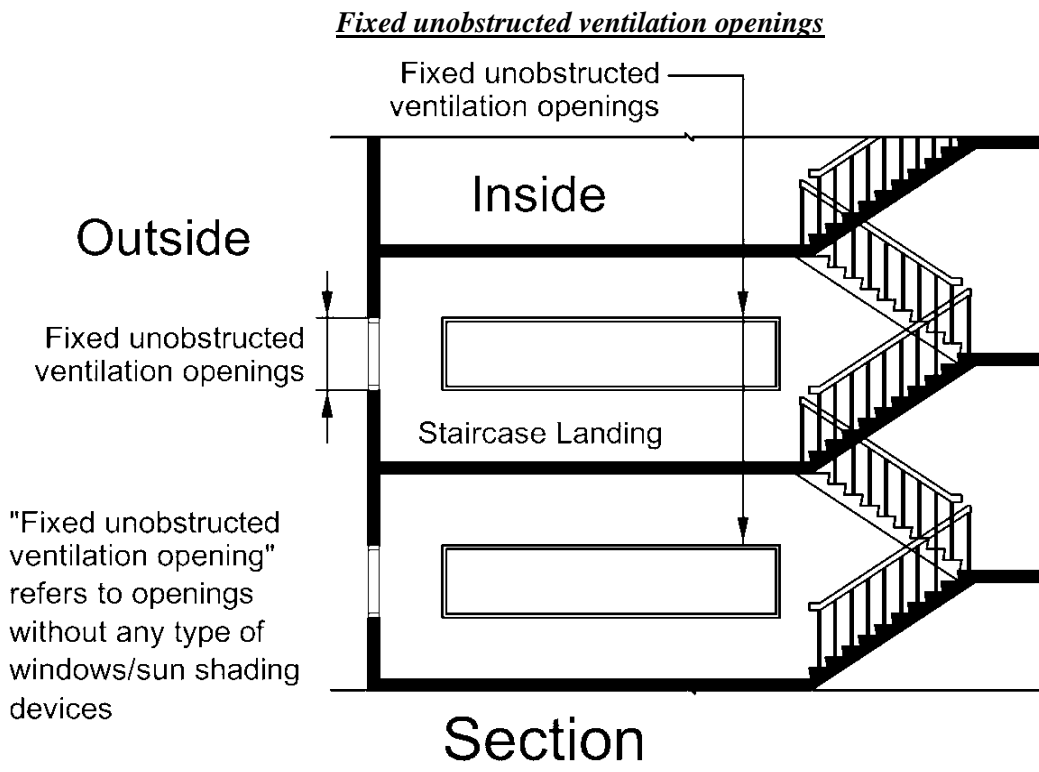 Fixed unobstructed ventilation openings
Fixed unobstructed
ventilation openings
Inside
Outside
Fixed unobstructed
ventilation openings
Staircase Landing
"Fixed unobstructed
ventilation opening"
refers to openings
without any type of
windows/sun shading
devices
Section